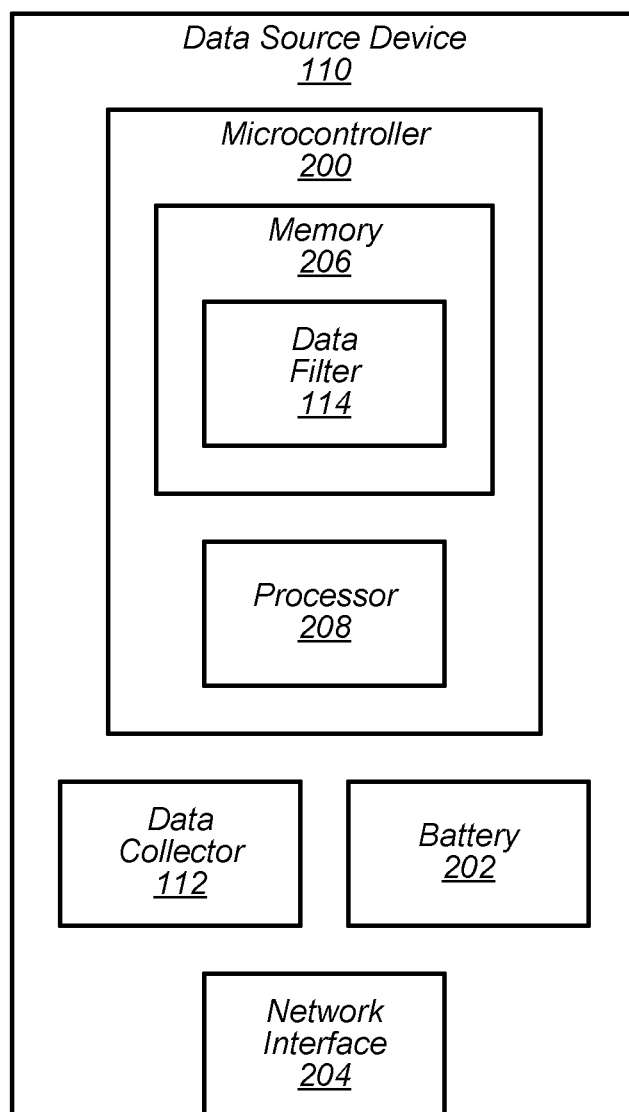 Data Source Device
110
Microcontroller
200
Memory
206
Data
Filter
114
Processor
208
Data
Collector
112
Battery
202
Network
Interface
204